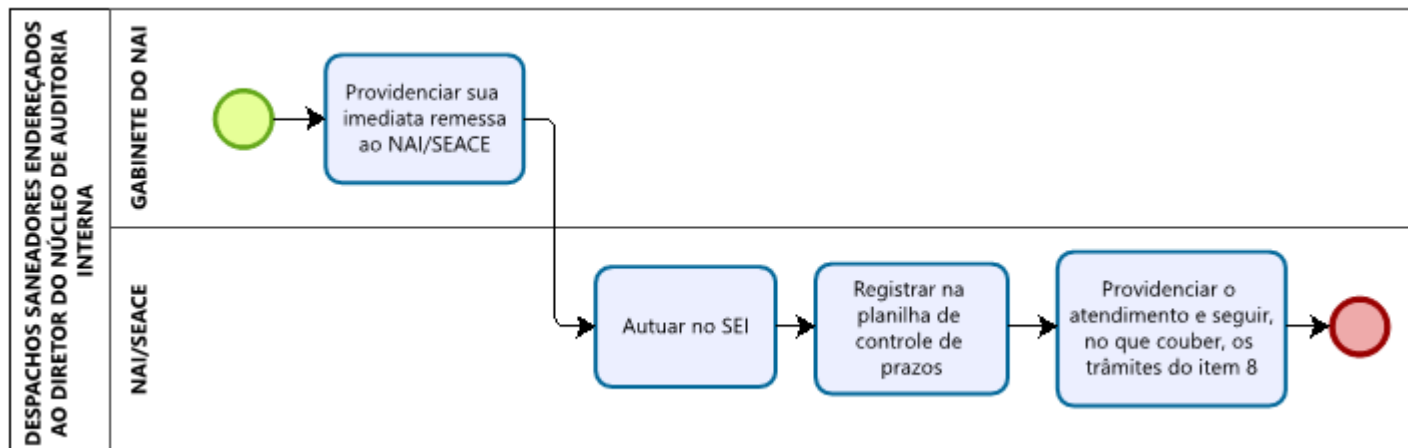 DESPACHOS SANEADORES ENDEREÇADOS
AO DIRETOR DO NÚCLEO DE AUDITORIA
INTERNA
GABINETE DO NAI
Providenciar sua
imediata remessa
ao NAI/SEACE
NAI/SEACE
Autuar no SEI
Registrar na
planilha de
controle de
prazos
Providenciar o
atendimento e seguir,
no que couber, os
trâmites do item 8